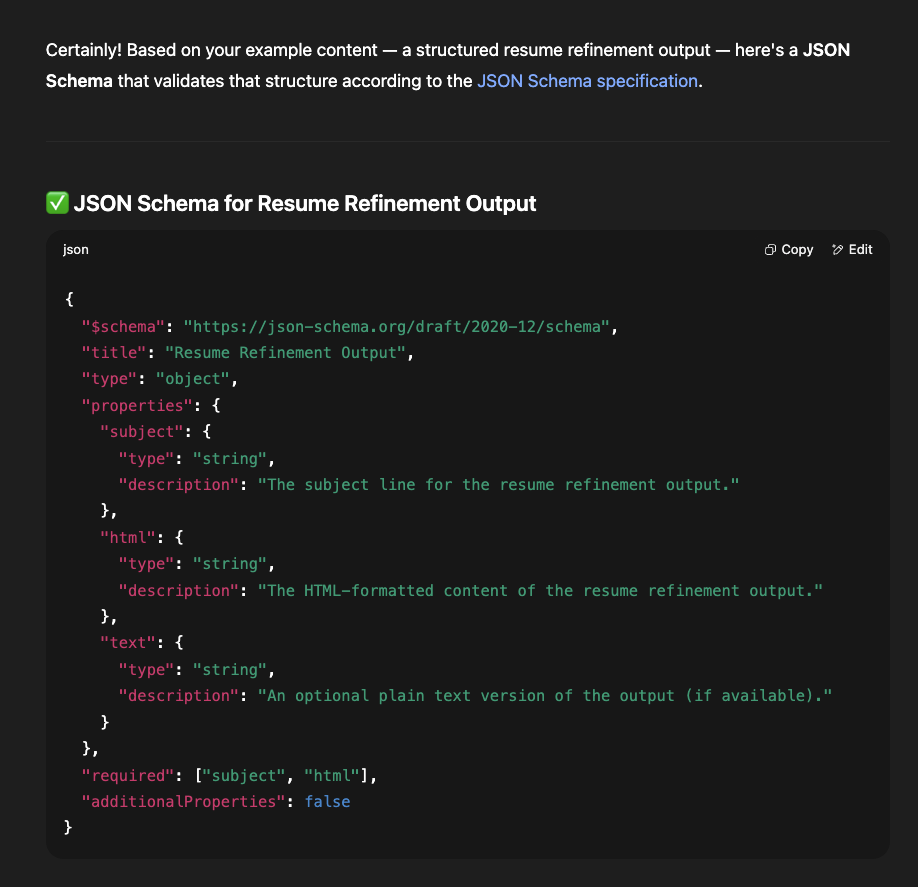 Certainly! Based on your example content — a structured resume refinement output — here's a JSON
Schema that validates that structure according to the JSON Schema specification.
✅ JSON Schema for Resume Refinement Output
json Copy Edit
{
  "$schema": "https://json-schema.org/draft/2020-12/schema",
  "title": "Resume Refinement Output",
  "type": "object",
  "properties": {
    "subject": {
      "type": "string",
      "description": "The subject line for the resume refinement output."
    },
    "html": {
      "type": "string",
      "description": "The HTML-formatted content of the resume refinement output."
    },
    "text": {
      "type": "string",
      "description": "An optional plain text version of the output (if available)."
    }
  },
  "required": ["subject", "html"],
  "additionalProperties": false
}